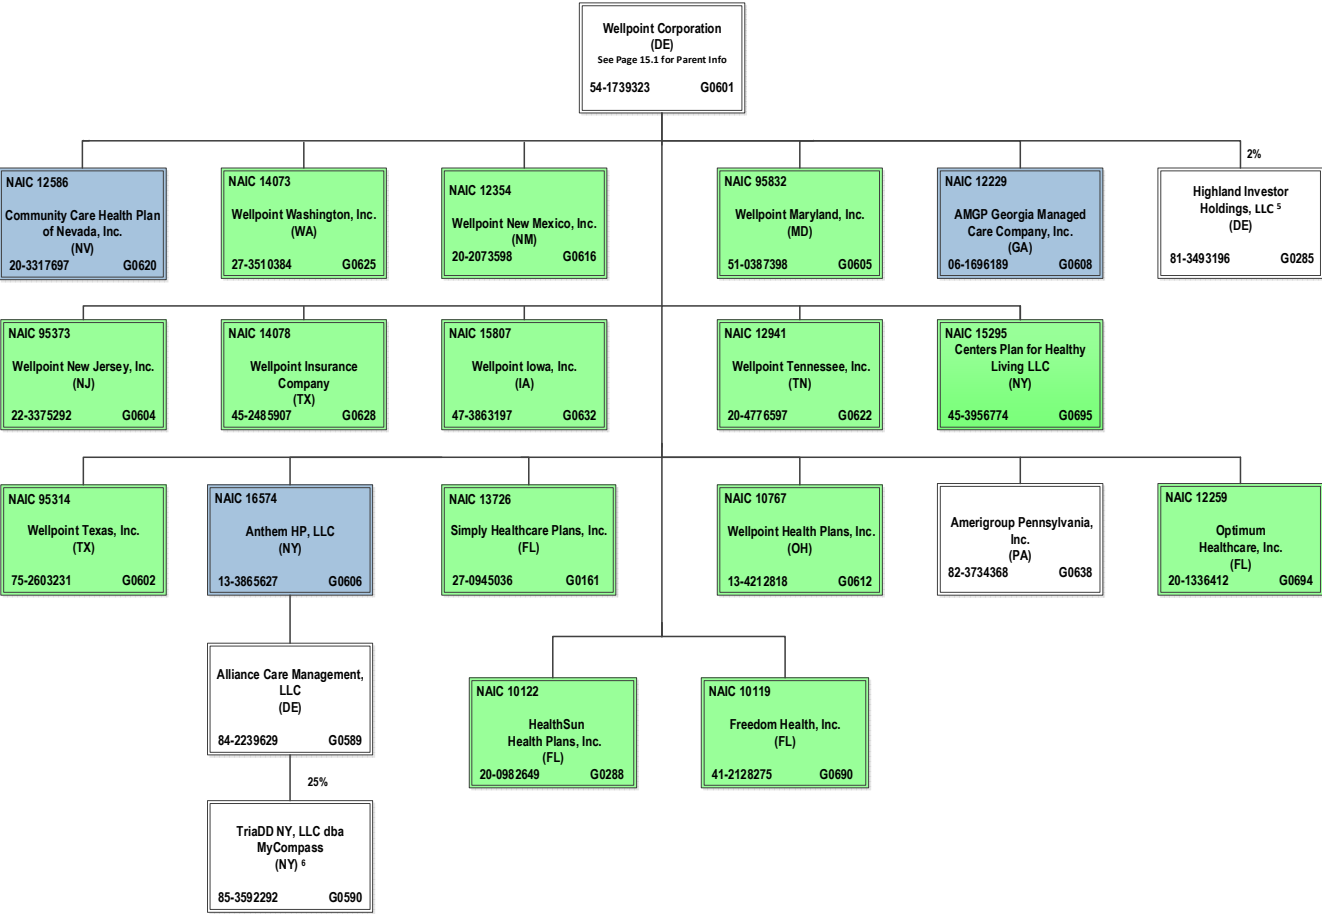 Wellpoint Corporation
(DE)
See Page 15.1 for Parent Info
54-1739323 G0601
2%
NAIC 12586
Community Care Health Plan
of Nevada, Inc.
(NV)
20-3317697 G0620
NAIC 14073
Wellpoint Washington, Inc.
(WA)
27-3510384 G0625
NAIC 12354
Wellpoint New Mexico, Inc.
(NM)
20-2073598 G0616
NAIC 95832
Wellpoint Maryland, Inc.
(MD)
51-0387398 G0605
NAIC 12229
AMGP Georgia Managed
Care Company, Inc.
(GA)
06-1696189 G0608
Highland Investor
Holdings, LLC ⁵
(DE)
81-3493196 G0285
NAIC 95373
Wellpoint New Jersey, Inc.
(NJ)
22-3375292 G0604
NAIC 14078
Wellpoint Insurance
Company
(TX)
45-2485907 G0628
NAIC 15807
Wellpoint Iowa, Inc.
(IA)
47-3863197 G0632
NAIC 12941
Wellpoint Tennessee, Inc.
(TN)
20-4776597 G0622
NAIC 15295
Centers Plan for Healthy
Living LLC
(NY)
45-3956774 G0695
NAIC 95314
Wellpoint Texas, Inc.
(TX)
75-2603231 G0602
NAIC 16574
Anthem HP, LLC
(NY)
13-3865627 G0606
NAIC 13726
Simply Healthcare Plans, Inc.
(FL)
27-0945036 G0161
NAIC 10767
Wellpoint Health Plans, Inc.
(OH)
13-4212818 G0612
Amerigroup Pennsylvania,
Inc.
(PA)
82-3734368 G0638
NAIC 12259
Optimum
Healthcare, Inc.
(FL)
20-1336412 G0694
Alliance Care Management,
LLC
(DE)
84-2239629 G0589
NAIC 10122
HealthSun
Health Plans, Inc.
(FL)
20-0982649 G0288
NAIC 10119
Freedom Health, Inc.
(FL)
41-2128275 G0690
25%
TriaDD NY, LLC dba
MyCompass
(NY) ⁶
85-3592292 G0590